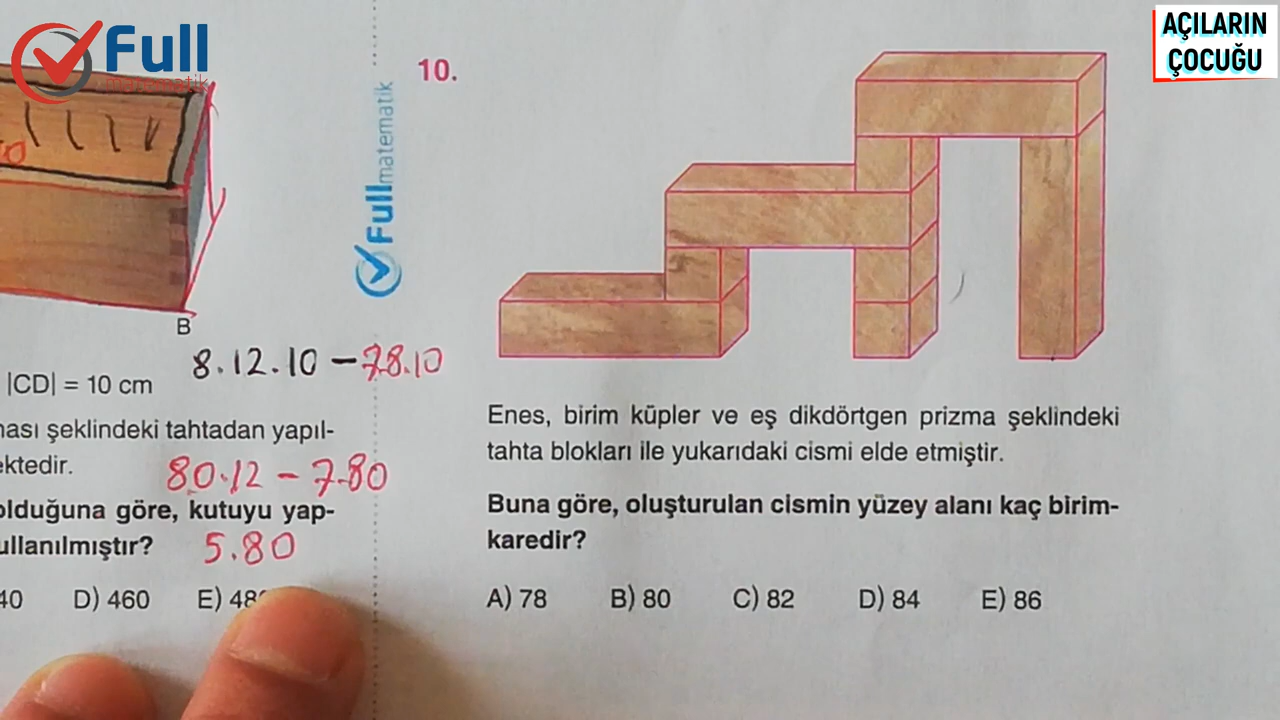 Full
matematik
AÇILARIN
ÇOCUĞU
Fullmatematik
B
8.12.10 – 78.10
|CD| = 10 cm
ması şeklindeki tahtadan yapıl-
ektedir.
80.12 – 7.80
olduğuna göre, kutuyu yap-
ullanılmıştır?
5.80
40 D) 460 E) 48
10.
Enes, birim küpler ve eş dikdörtgen prizma şeklindeki
tahta blokları ile yukarıdaki cismi elde etmiştir.
Buna göre, oluşturulan cismin yüzey alanı kaç birim-
karedir?
A) 78 B) 80 C) 82 D) 84 E) 86